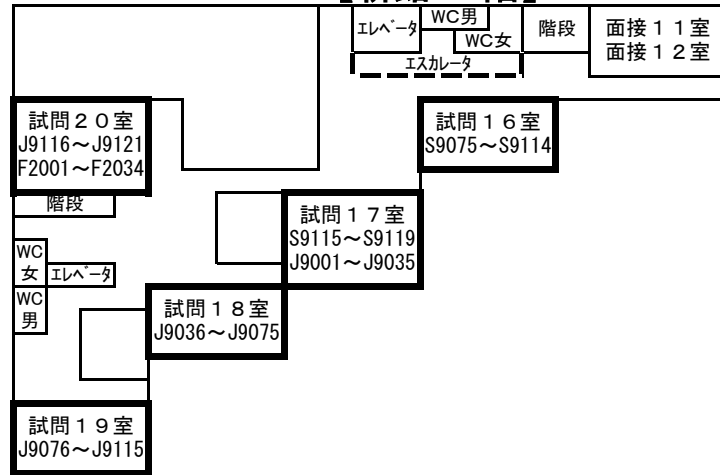 エレベータ
WC男
WC女
階段
面接１１室
面接１２室
エスカレータ
試問２０室
J9116～J9121
F2001～F2034
試問１６室
S9075～S9114
階段
試問１７室
S9115～S9119
J9001～J9035
WC
女
エレベータ
WC
男
試問１８室
J9036～J9075
試問１９室
J9076～J9115